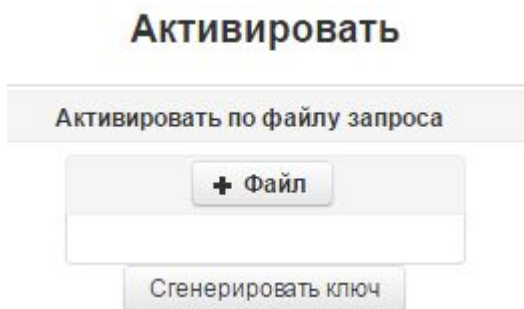 Активировать
Активировать по файлу запроса
+ Файл
Сгенерировать ключ